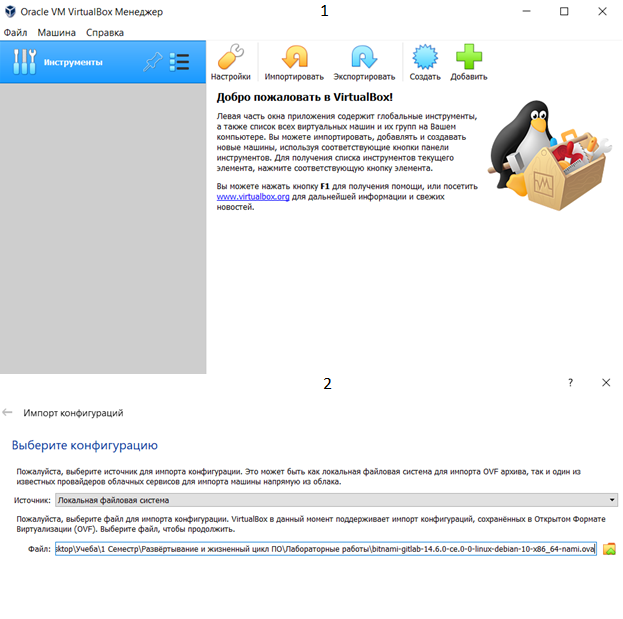 Oracle VM VirtualBox Менеджер
1
Файл Машина Справка
Инструменты
Настройки Импортировать Экспортировать Создать Добавить
Добро пожаловать в VirtualBox!
Левая часть окна приложения содержит глобальные инструменты,
а также список всех виртуальных машин и их групп на Вашем
компьютере. Вы можете импортировать, добавлять и создавать
новые машины, используя соответствующие кнопки панели
инструментов. Для получения списка инструментов текущего
элемента, нажмите соответствующую кнопку элемента.
Вы можете нажать кнопку F1 для получения помощи, или посетить
www.virtualbox.org для дальнейшей информации и свежих
новостей.
2
?
Импорт конфигураций
Выберите конфигурацию
Пожалуйста, выберите источник для импорта конфигурации. Это может быть как локальная файловая система для импорта OVF архива, так и один из
известных провайдеров облачных сервисов для импорта машины напрямую из облака.
Источник: Локальная файловая система
Пожалуйста, выберите файл для импорта конфигурации. VirtualBox в данный момент поддерживает импорт конфигураций, сохранённых в Открытом Формате
Виртуализации (OVF). Выберите файл, чтобы продолжить.
Файл: sktop\Учеба\1 Семестр\Развёртывание и жизненный цикл ПО\Лабораторные работы\bitnami-gitlab-14.6.0-ce.0-0-linux-debian-10-x86_64-nami.ova